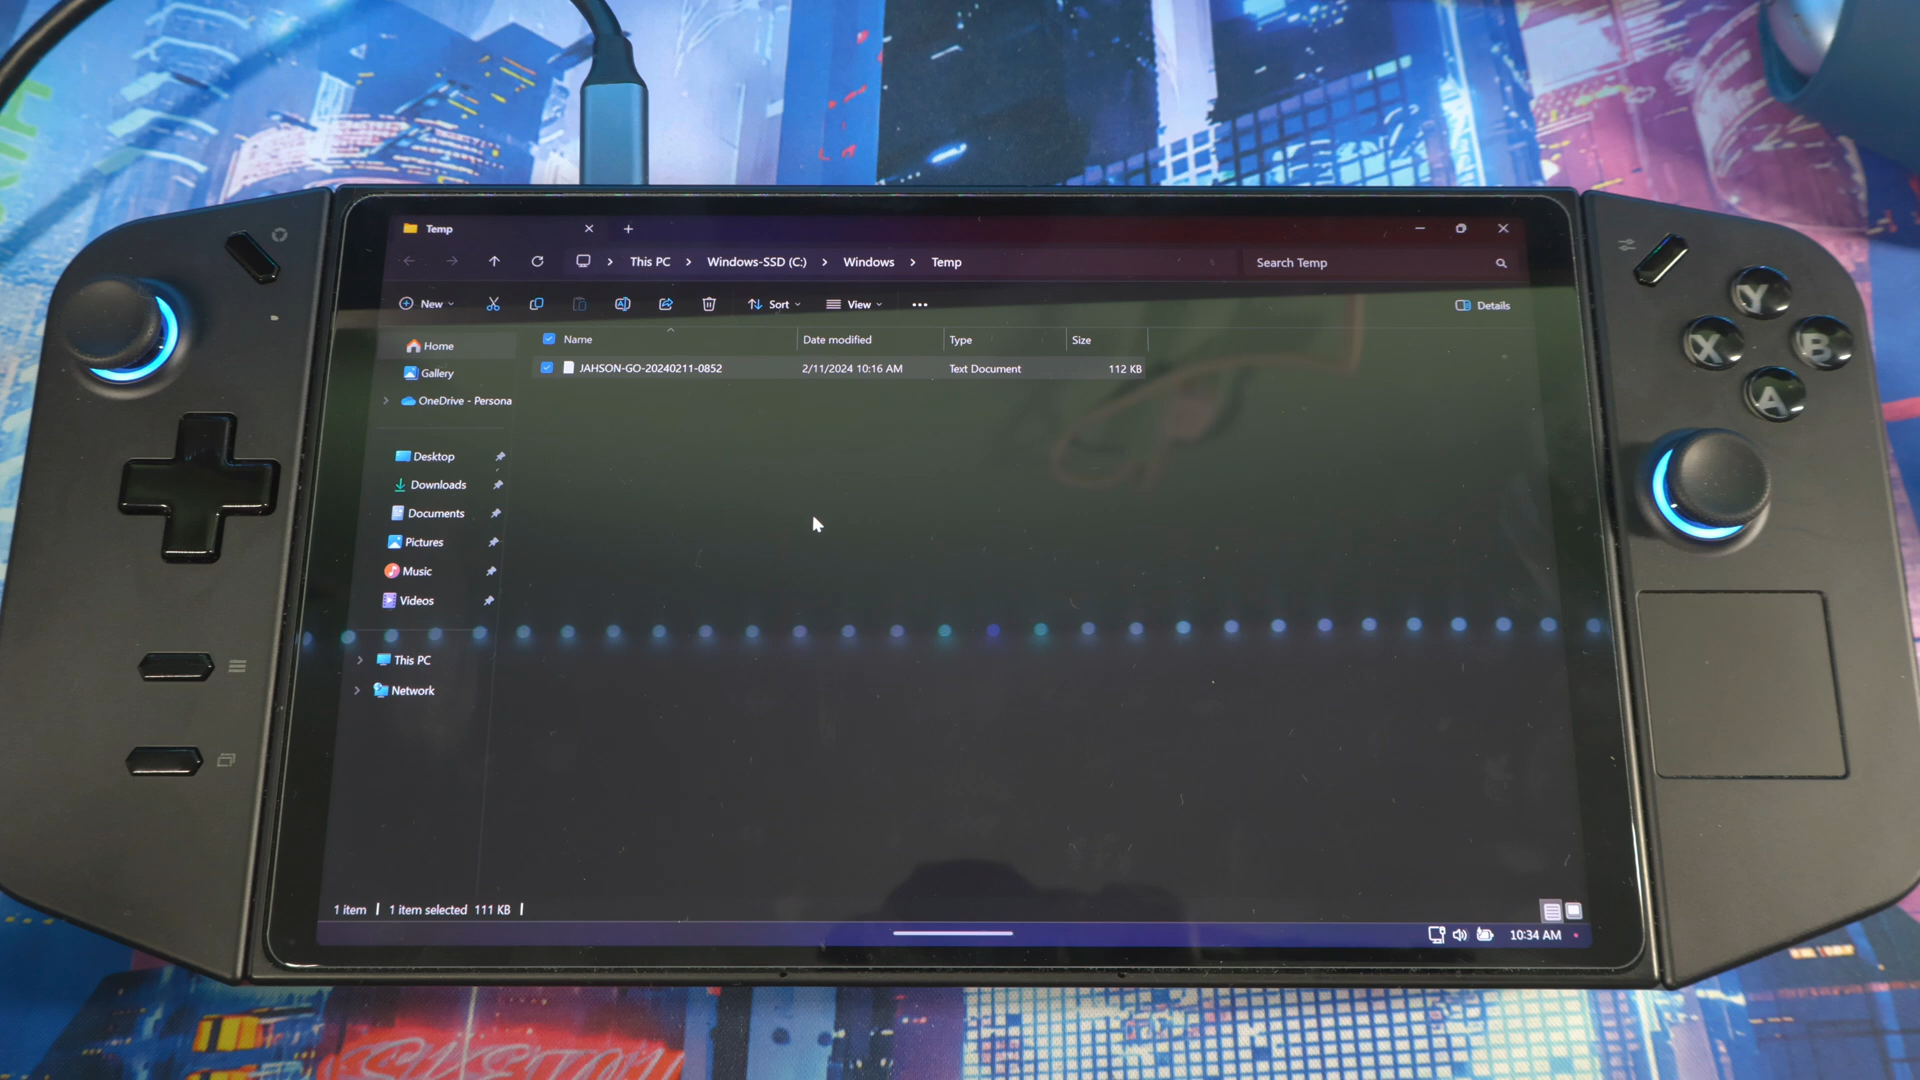 Temp
This PC > Windows-SSD (C:) > Windows > Temp
Search Temp
New
Sort
View
Details
Name Date modified Type Size
JAHSON-GO-20240211-0852 2/11/2024 10:16 AM Text Document 112 KB
Home
Gallery
OneDrive - Persona
Desktop
Downloads
Documents
Pictures
Music
Videos
This PC
Network
1 item | 1 item selected 111 KB |
10:34 AM
Y
X
B
A